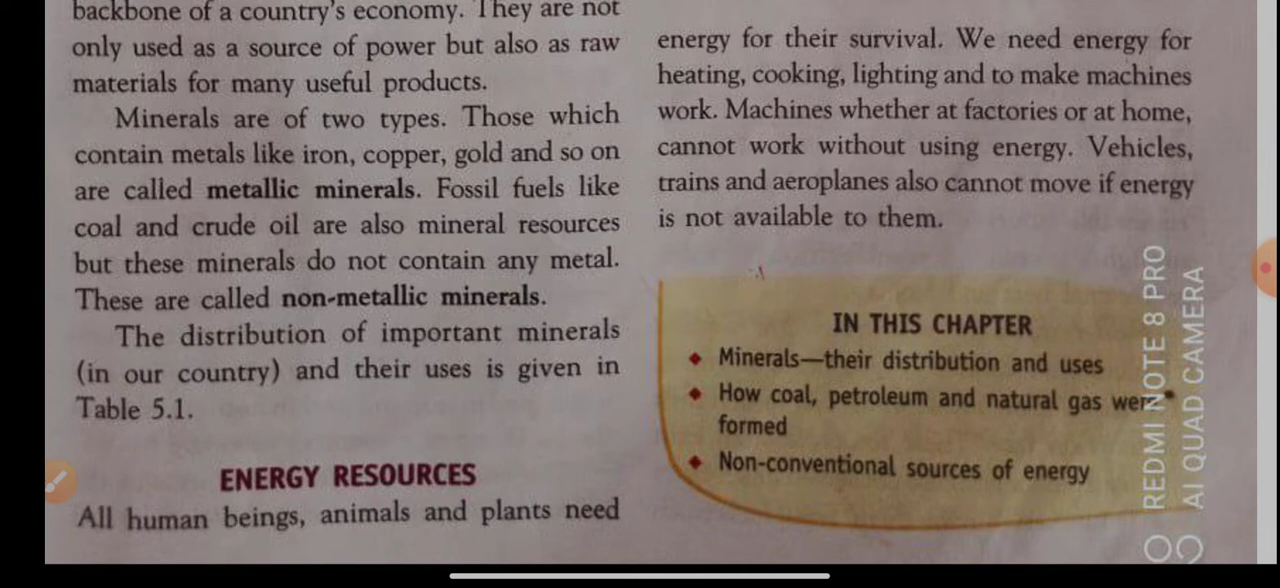 backbone of a country's economy. They are not
only used as a source of power but also as raw
materials for many useful products.
Minerals are of two types. Those which
contain metals like iron, copper, gold and so on
are called metallic minerals. Fossil fuels like
coal and crude oil are also mineral resources
but these minerals do not contain any metal.
These are called non-metallic minerals.
The distribution of important minerals
(in our country) and their uses is given in
Table 5.1.
ENERGY RESOURCES
All human beings, animals and plants need
energy for their survival. We need energy for
heating, cooking, lighting and to make machines
work. Machines whether at factories or at home,
cannot work without using energy. Vehicles,
trains and aeroplanes also cannot move if energy
is not available to them.
IN THIS CHAPTER
♦ Minerals—their distribution and uses
♦ How coal, petroleum and natural gas were
formed
♦ Non-conventional sources of energy
REDMI NOTE 8 PRO
AI QUAD CAMERA